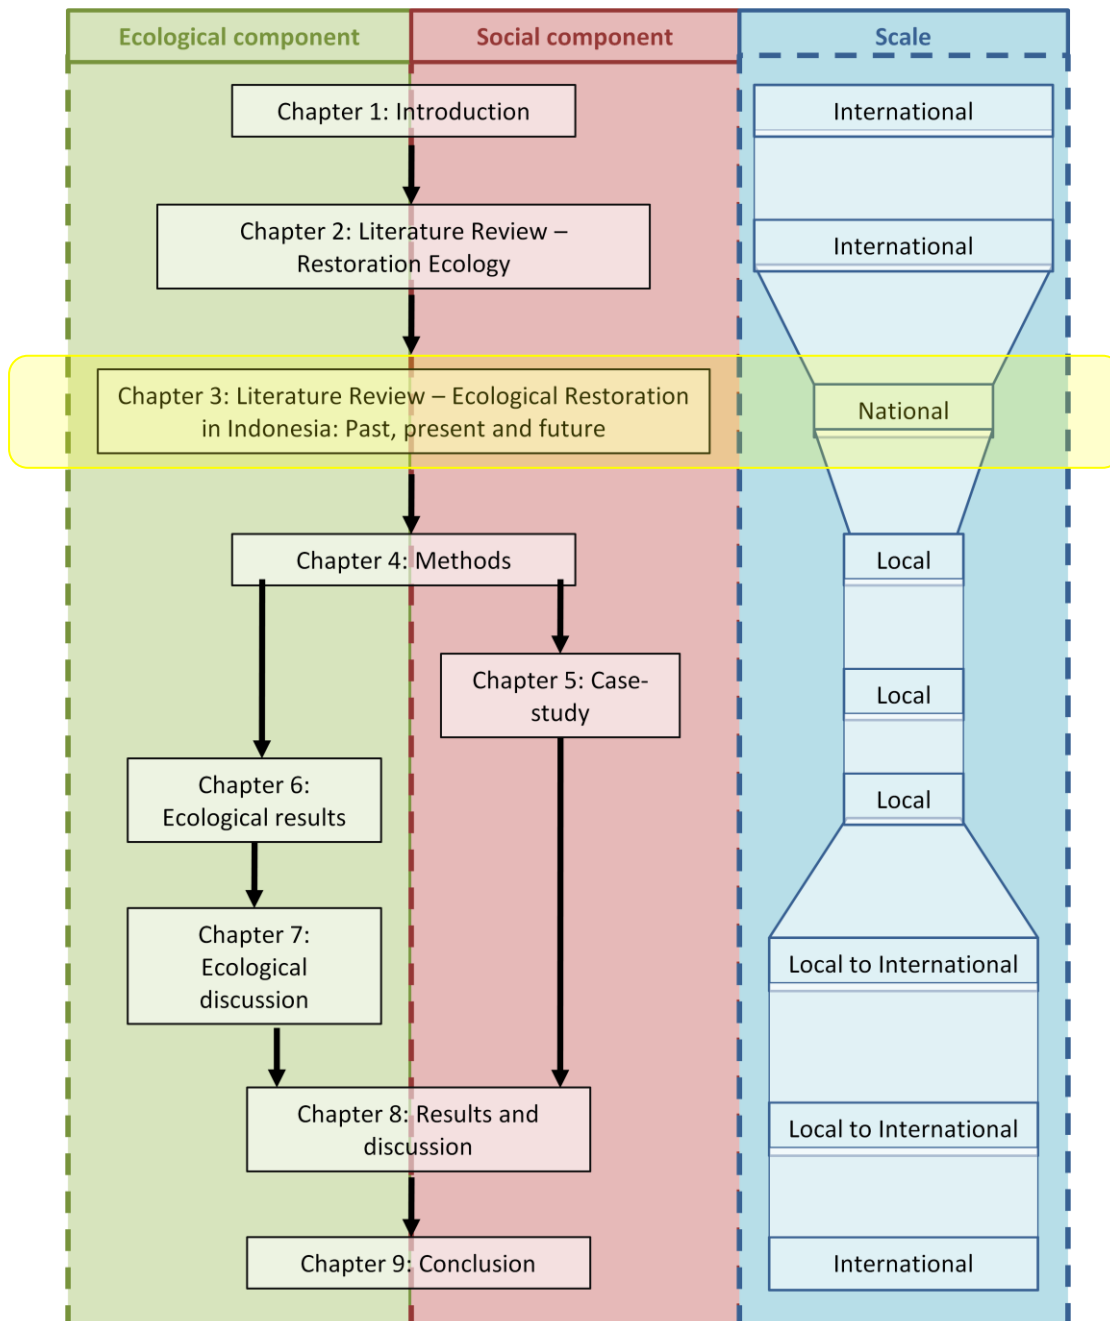 Ecological component
Social component
Scale
Chapter 1: Introduction
International
Chapter 2: Literature Review –
Restoration Ecology
International
Chapter 3: Literature Review – Ecological Restoration
in Indonesia: Past, present and future
National
Chapter 4: Methods
Local
Chapter 5: Case-
study
Local
Chapter 6:
Ecological results
Local
Chapter 7:
Ecological
discussion
Local to International
Chapter 8: Results and
discussion
Local to International
Chapter 9: Conclusion
International